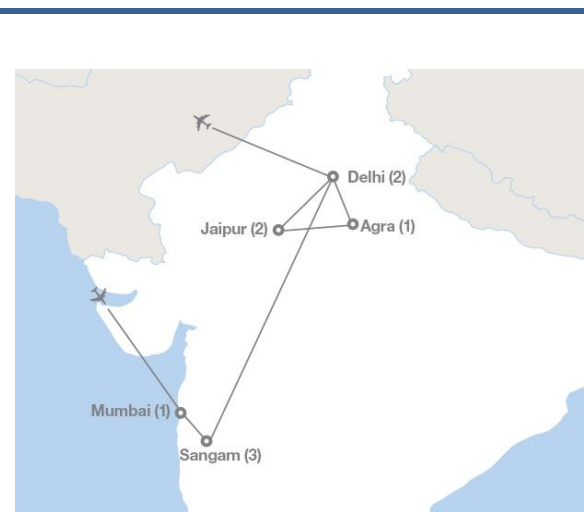 Delhi (2)
Jaipur (2)
Agra (1)
Mumbai (1)
Sangam (3)